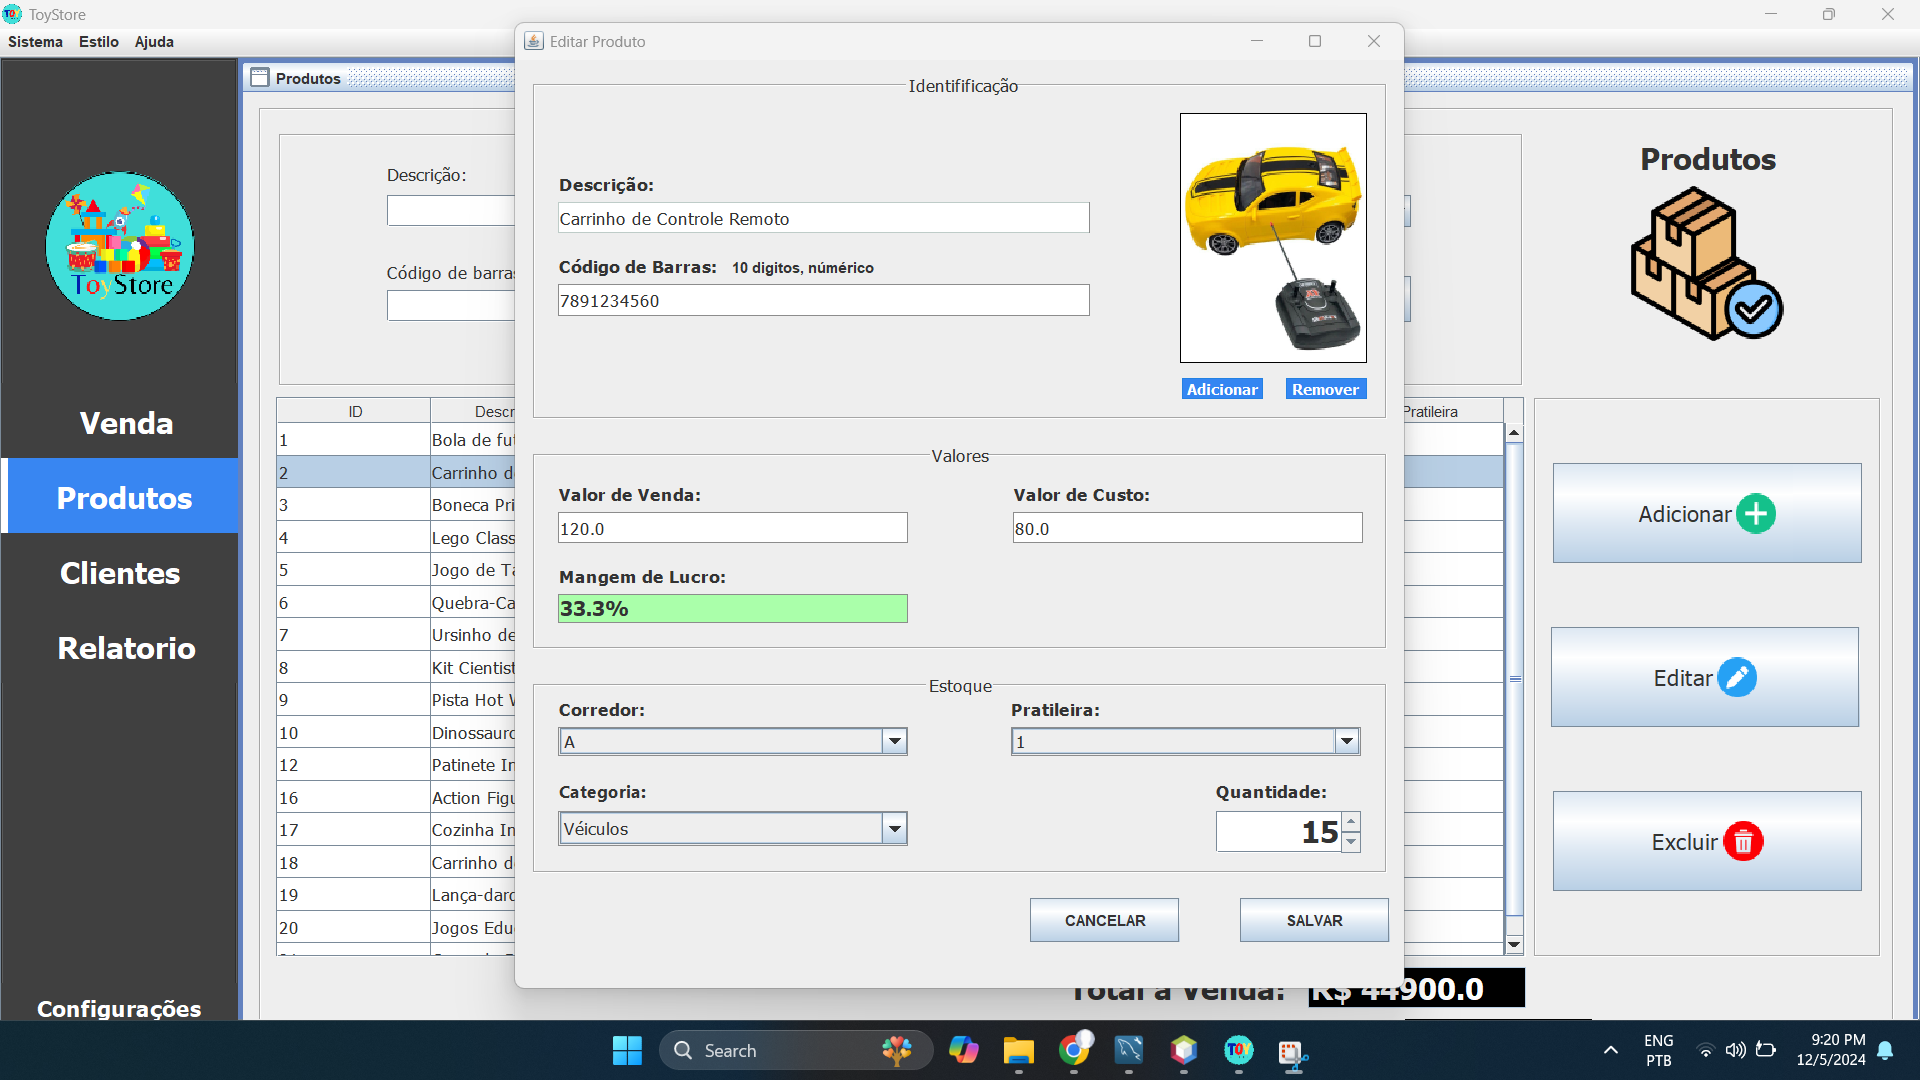 ToyStore
Sistema Estilo Ajuda
Editar Produto
Produtos
ToyStore
Venda
Produtos
Clientes
Relatorio
Configurações
Descrição:
Código de barras
ID Descr Pratileira
1 Bola de fu
2 Carrinho d
3 Boneca Pri
4 Lego Class
5 Jogo de Ta
6 Quebra-Ca
7 Ursinho de
8 Kit Cientist
9 Pista Hot W
10 Dinossauro
12 Patinete In
16 Action Figu
17 Cozinha In
18 Carrinho d
19 Lança-dard
20 Jogos Edu
Identifificação
Descrição:
Carrinho de Controle Remoto
Código de Barras: 10 digitos, númérico
7891234560
Adicionar Remover
Valores
Valor de Venda: Valor de Custo:
120.0 80.0
Mangem de Lucro:
33.3%
Estoque
Corredor: Pratileira:
A 1
Categoria: Quantidade:
Véiculos 15
CANCELAR SALVAR
Produtos
Adicionar
Editar
Excluir
Total a Venda: R$ 44900.0
Search
TOY
ENG
PTB
9:20 PM
12/5/2024